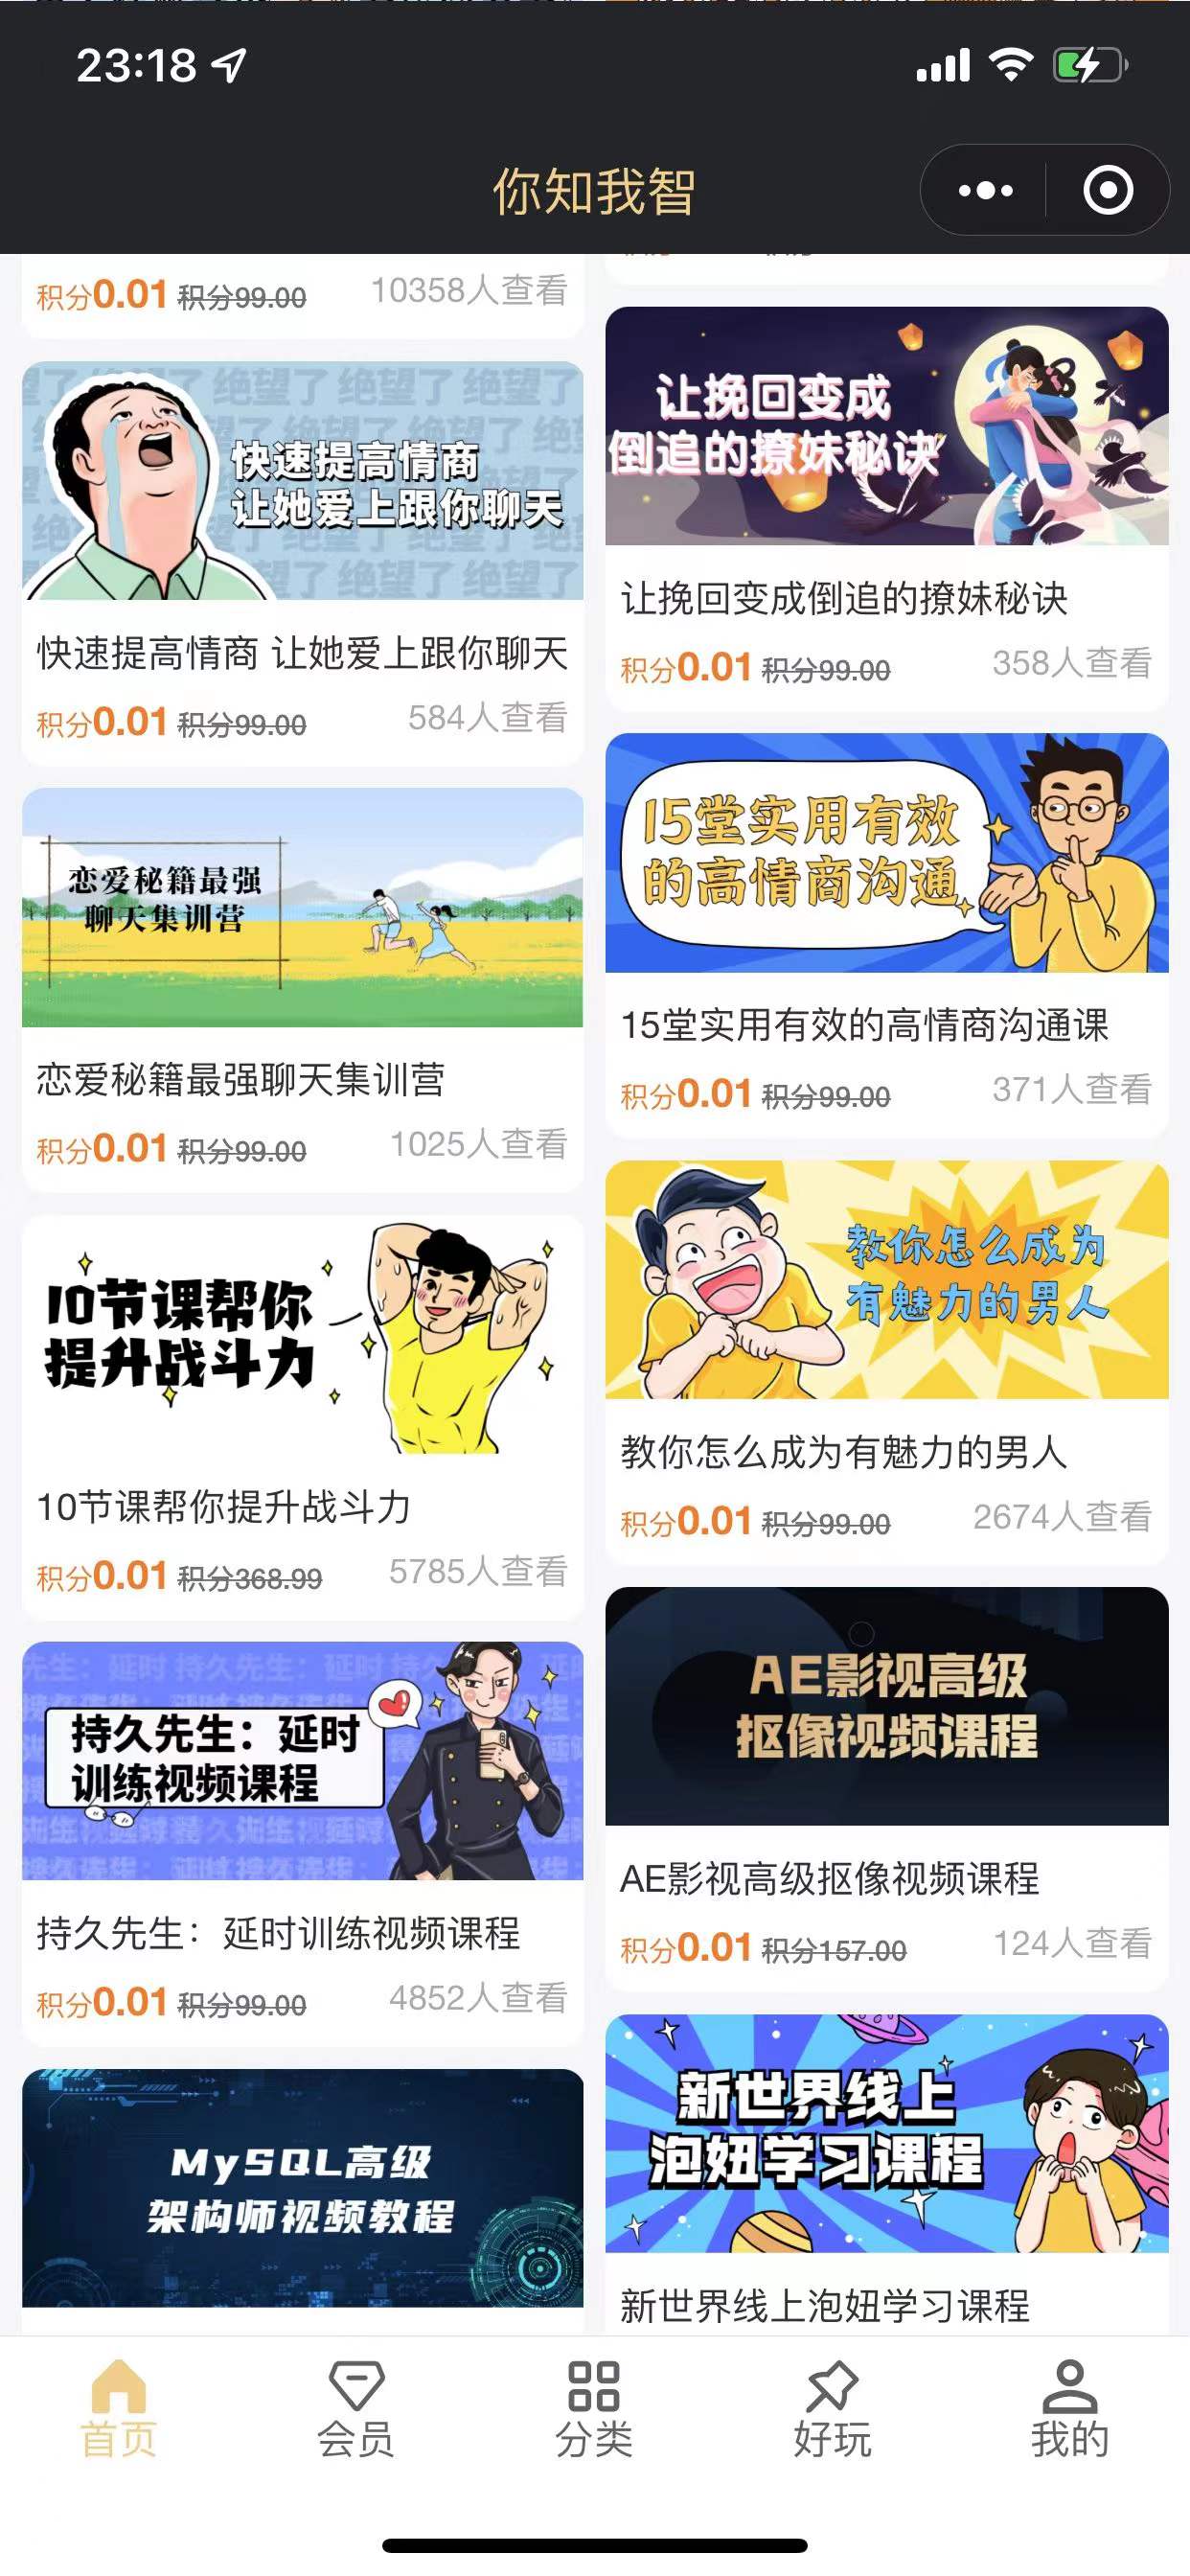 23:18
你知我智
积分0.01 积分99.00 10358人查看
快速提高情商
让她爱上跟你聊天
快速提高情商 让她爱上跟你聊天
积分0.01 积分99.00 584人查看
恋爱秘籍最强
聊天集训营
恋爱秘籍最强聊天集训营
积分0.01 积分99.00 1025人查看
10节课帮你
提升战斗力
10节课帮你提升战斗力
积分0.01 积分368.99 5785人查看
持久先生：延时
训练视频课程
持久先生：延时训练视频课程
积分0.01 积分99.00 4852人查看
MySQL高级
架构师视频教程
让挽回变成
倒追的撩妹秘诀
让挽回变成倒追的撩妹秘诀
积分0.01 积分99.00 358人查看
15堂实用有效
的高情商沟通
15堂实用有效的高情商沟通课
积分0.01 积分99.00 371人查看
教你怎么成为
有魅力的男人
教你怎么成为有魅力的男人
积分0.01 积分99.00 2674人查看
AE影视高级
抠像视频课程
AE影视高级抠像视频课程
积分0.01 积分157.00 124人查看
新世界线上
泡妞学习课程
新世界线上泡妞学习课程
首页 会员 分类 好玩 我的